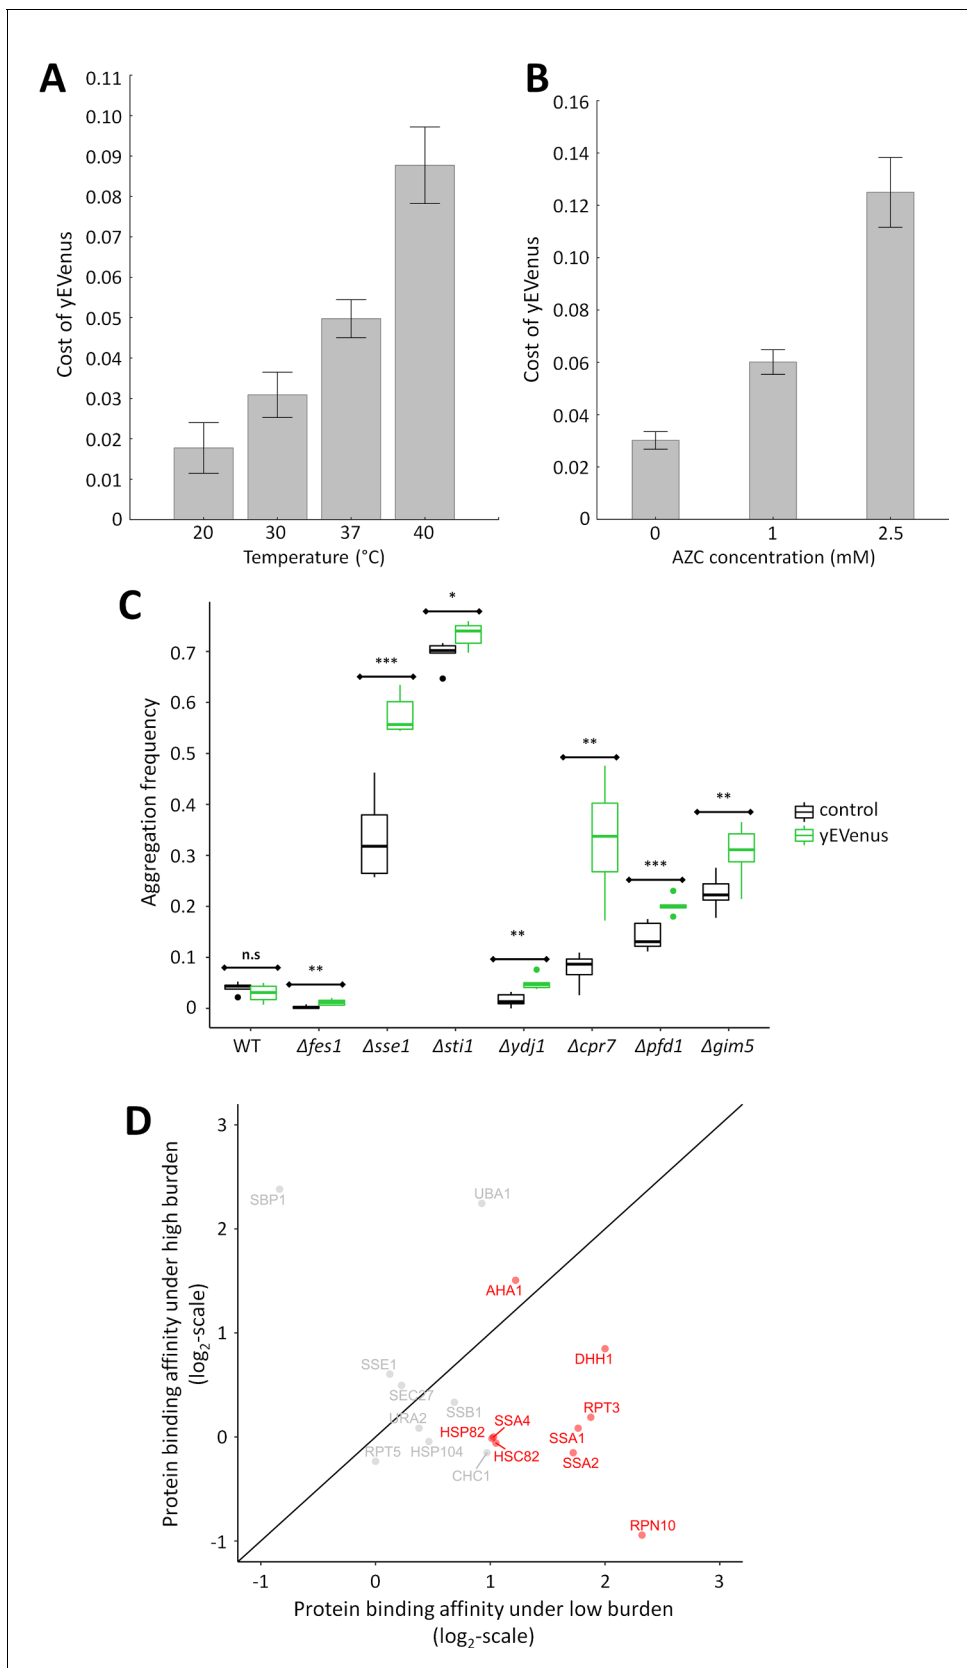 A
0.11
0.10
0.09
0.08
0.07
0.06
0.05
0.04
0.03
0.02
0.01
0
Cost of yEVenus
20 30 37 40
Temperature (°C)
B
0.16
0.14
0.12
0.10
0.08
0.06
0.04
0.02
0
Cost of yEVenus
0 1 2.5
AZC concentration (mM)
C
0.7
0.6
0.5
0.4
0.3
0.2
0.1
0
Aggregation frequency
n.s
**
***
*
**
**
***
**
WT Δfes1 Δsse1 Δsti1 Δydj1 Δcpr7 Δpfd1 Δgim5
control
yEVenus
D
3
2
1
0
-1
Protein binding affinity under high burden
(log2-scale)
SBP1
UBA1
AHA1
DHH1
SSE1
SEC27
SSB1
RPT3
URA2
SSA4
HSP82
SSA1
RPT5
HSP104
HSC82
SSA2
CHC1
RPN10
-1 0 1 2 3
Protein binding affinity under low burden
(log2-scale)